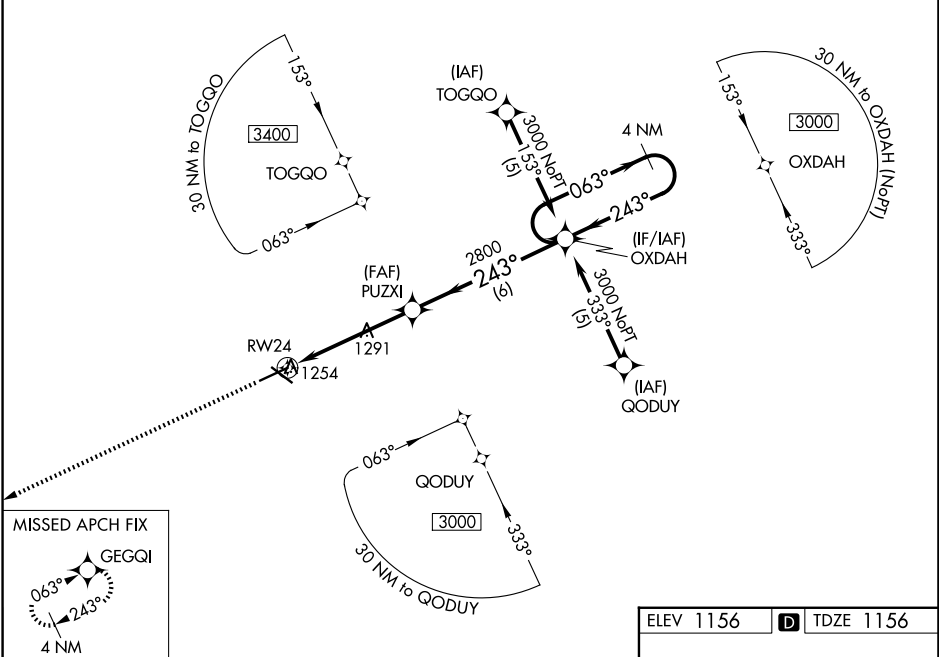 30 NM to TOGQO
153°
3400
TOGQO
063°
(IAF)
TOGQO
3000 NoPT
153°
(5)
4 NM
063°
243°
(IF/IAF)
OXDAH
30 NM to OXDAH (NoPT)
153°
3000
OXDAH
333°
2800
243°
(6)
(FAF)
PUZXI
3000 NoPT
333°
(5)
(IAF)
QODUY
RW24
1291
1254
063°
QODUY
3000
333°
30 NM to QODUY
MISSED APCH FIX
GEGQI
063°
243°
4 NM
ELEV 1156
D
TDZE 1156